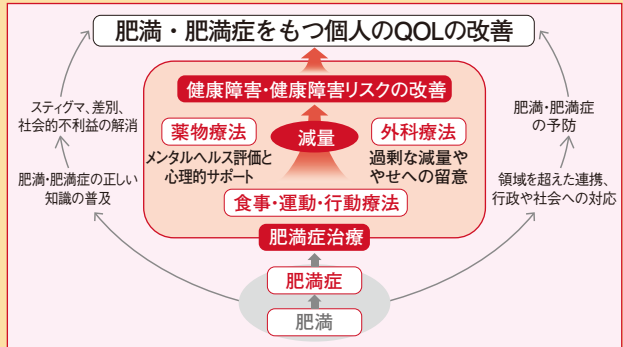 肥満・肥満症をもつ個人のQOLの改善
健康障害・健康障害リスクの改善
スティグマ、差別、
社会的不利益の解消
肥満・肥満症の正しい
知識の普及
薬物療法
メンタルヘルス評価と
心理的サポート
減量
外科療法
過剰な減量や
やせへの留意
食事・運動・行動療法
肥満症治療
肥満症
肥満
肥満・肥満症
の予防
領域を超えた連携、
行政や社会への対応